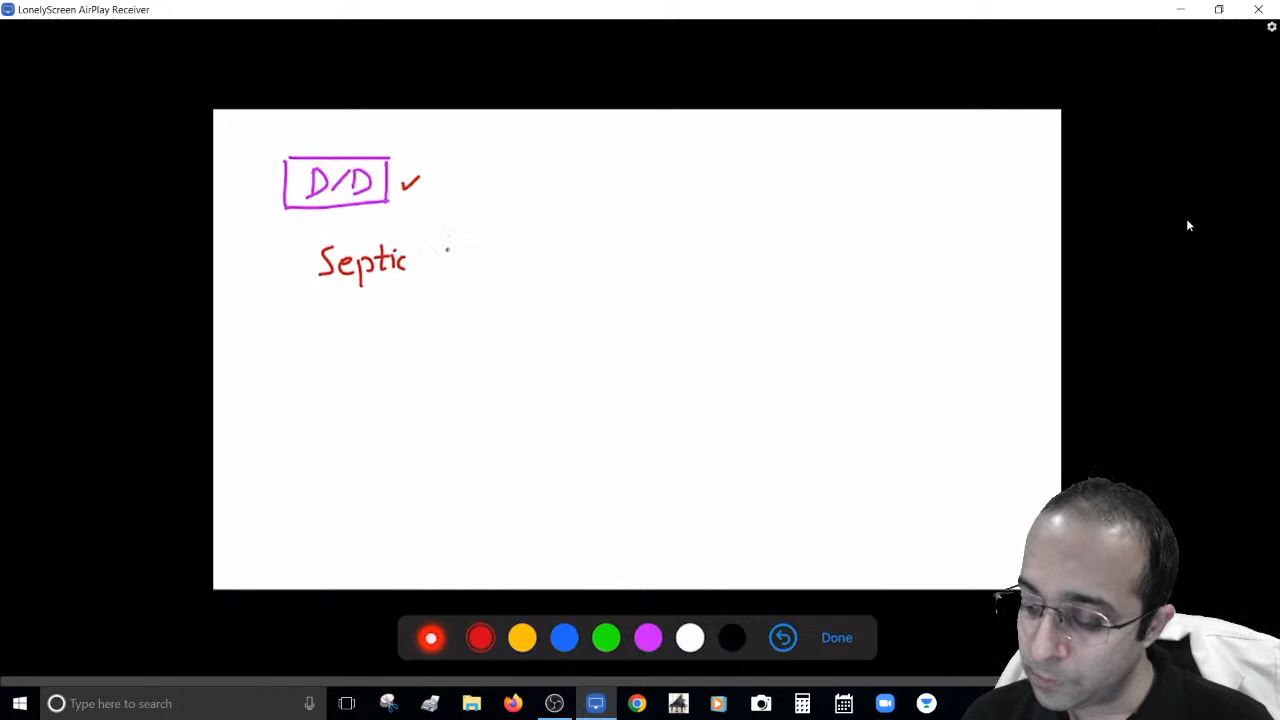 LonelyScreen AirPlay Receiver
D/D ✓
Septic
Done
Type here to search